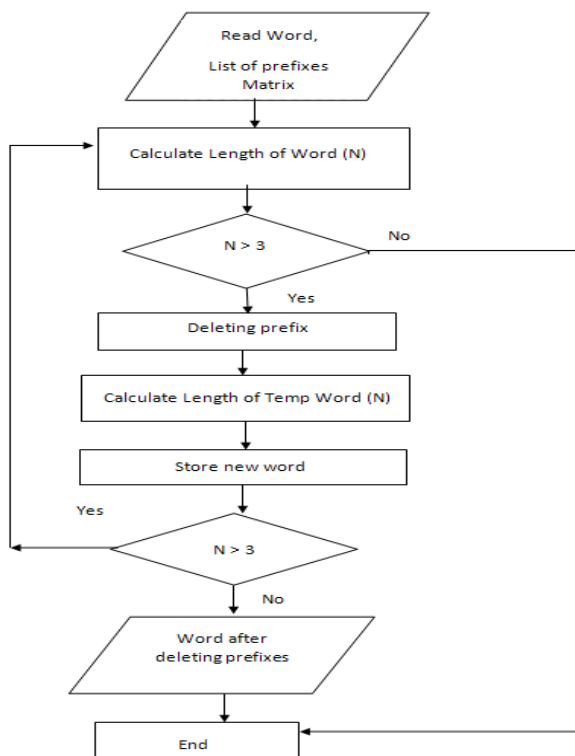 Read Word,
List of prefixes
Matrix
Calculate Length of Word (N)
N > 3
No
Yes
Deleting prefix
Calculate Length of Temp Word (N)
Store new word
Yes
N > 3
No
Word after
deleting prefixes
End